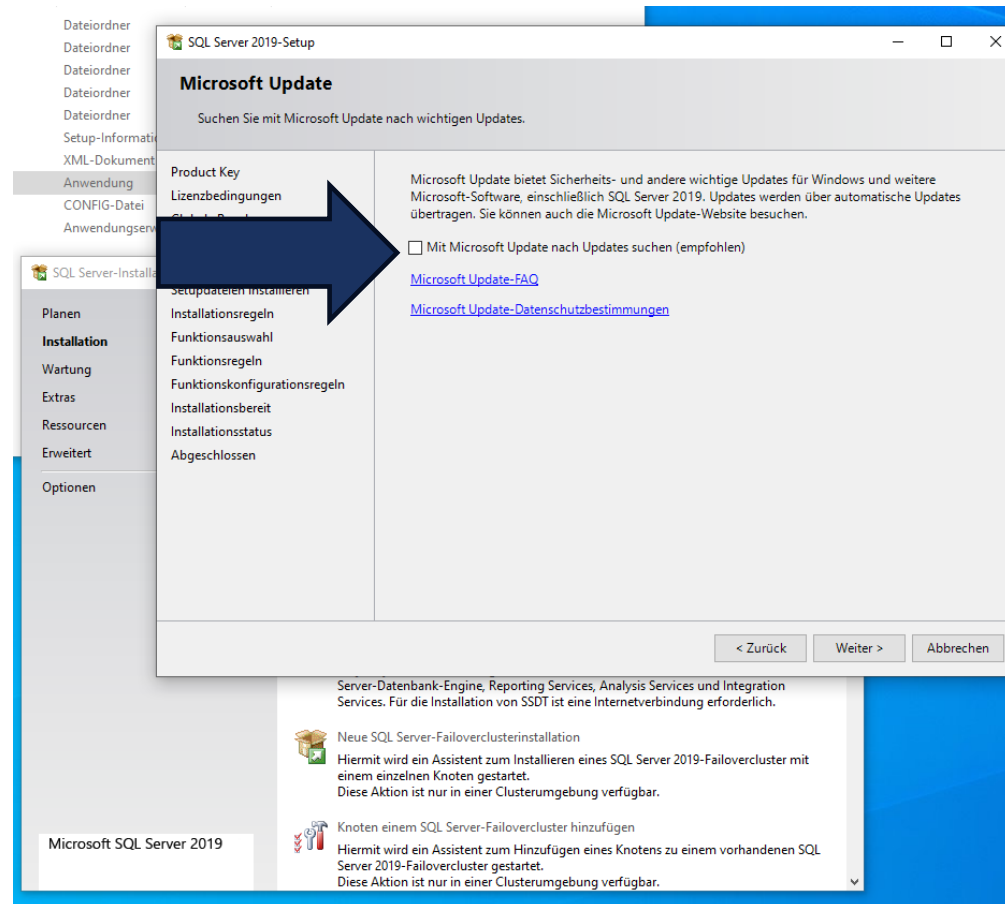 Dateiordner
Dateiordner
Dateiordner
Dateiordner
Dateiordner
Setup-Informati
XML-Dokument
Anwendung
CONFIG-Datei
Anwendungserw
SQL Server 2019-Setup
Microsoft Update
Suchen Sie mit Microsoft Update nach wichtigen Updates.
Product Key
Lizenzbedingungen
Setupdateien installieren
Installationsregeln
Funktionsauswahl
Funktionsregeln
Funktionskonfigurationsregeln
Installationsbereit
Installationsstatus
Abgeschlossen
Microsoft Update bietet Sicherheits- und andere wichtige Updates für Windows und weitere
Microsoft-Software, einschließlich SQL Server 2019. Updates werden über automatische Updates
übertragen. Sie können auch die Microsoft Update-Website besuchen.
Mit Microsoft Update nach Updates suchen (empfohlen)
Microsoft Update-FAQ
Microsoft Update-Datenschutzbestimmungen
< Zurück
Weiter >
Abbrechen
SQL Server-Installa
Planen
Installation
Wartung
Extras
Ressourcen
Erweitert
Optionen
Microsoft SQL Server 2019
Server-Datenbank-Engine, Reporting Services, Analysis Services und Integration
Services. Für die Installation von SSDT ist eine Internetverbindung erforderlich.
Neue SQL Server-Failoverclusterinstallation
Hiermit wird ein Assistent zum Installieren eines SQL Server 2019-Failovercluster mit
einem einzelnen Knoten gestartet.
Diese Aktion ist nur in einer Clusterumgebung verfügbar.
Knoten einem SQL Server-Failovercluster hinzufügen
Hiermit wird ein Assistent zum Hinzufügen eines Knotens zu einem vorhandenen SQL
Server 2019-Failovercluster gestartet.
Diese Aktion ist nur in einer Clusterumgebung verfügbar.